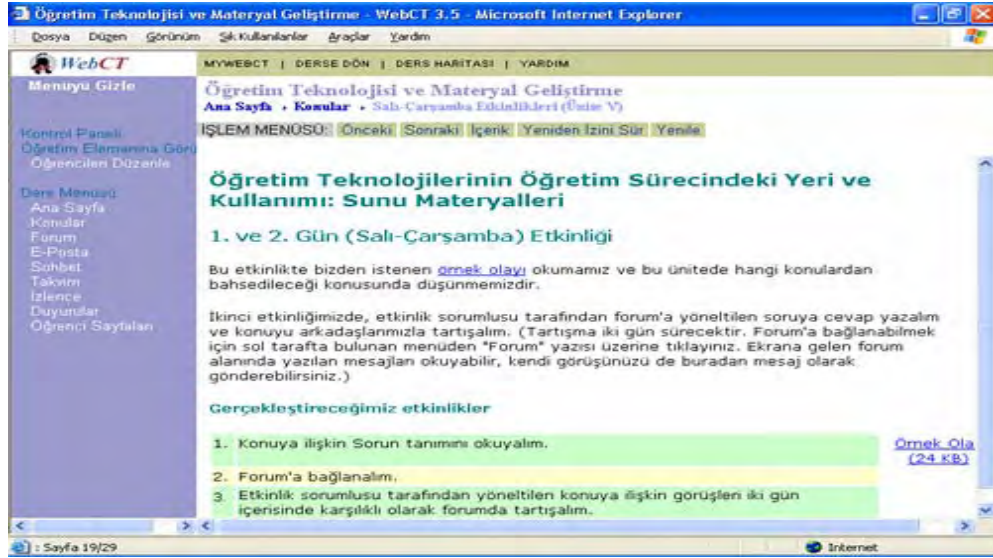 Öğretim Teknolojisi ve Materyal Geliştirme - WebCT 3.5 - Microsoft Internet Explorer
Dosya Düzen Görünüm Sık Kullanılanlar Araçlar Yardım
WebCT
MYWEBCT | DERSE DÖN | DERS HARİTASI | YARDIM
Menüyü Gizle
Öğretim Teknolojisi ve Materyal Geliştirme
Ana Sayfa › Konular › Salı-Çarşamba Etkinlikleri (Ünite V)
İŞLEM MENÜSÜ: Önceki Sonraki İçerik Yeniden İzini Sür Yenile
Kontrol Paneli
Öğretim Elemanına Görü
Öğrencileri Düzenle
Ders Menüsü
Ana Sayfa
Konular
Forum
E-Posta
Sohbet
Takvim
İzlence
Duyurular
Öğrenci Sayfaları
Öğretim Teknolojilerinin Öğretim Sürecindeki Yeri ve
Kullanımı: Sunu Materyalleri
1. ve 2. Gün (Salı-Çarşamba) Etkinliği
Bu etkinlikte bizden istenen örnek olayı okumamız ve bu ünitede hangi konulardan
bahsedileceği konusunda düşünmemizdir.
İkinci etkinliğimizde, etkinlik sorumlusu tarafından forum'a yöneltilen soruya cevap yazalım
ve konuyu arkadaşlarımızla tartışalım. (Tartışma iki gün sürecektir. Forum'a bağlanabilmek
için sol tarafta bulunan menüden "Forum" yazısı üzerine tıklayınız. Ekrana gelen forum
alanında yazılan mesajları okuyabilir, kendi görüşünüzü de buradan mesaj olarak
gönderebilirsiniz.)
Gerçekleştireceğimiz etkinlikler
1. Konuya ilişkin Sorun tanımını okuyalım.
Örnek Ola
(24 KB)
2. Forum'a bağlanalım.
3. Etkinlik sorumlusu tarafından yöneltilen konuya ilişkin görüşleri iki gün
içerisinde karşılıklı olarak forumda tartışalım.
: Sayfa 19/29
Internet